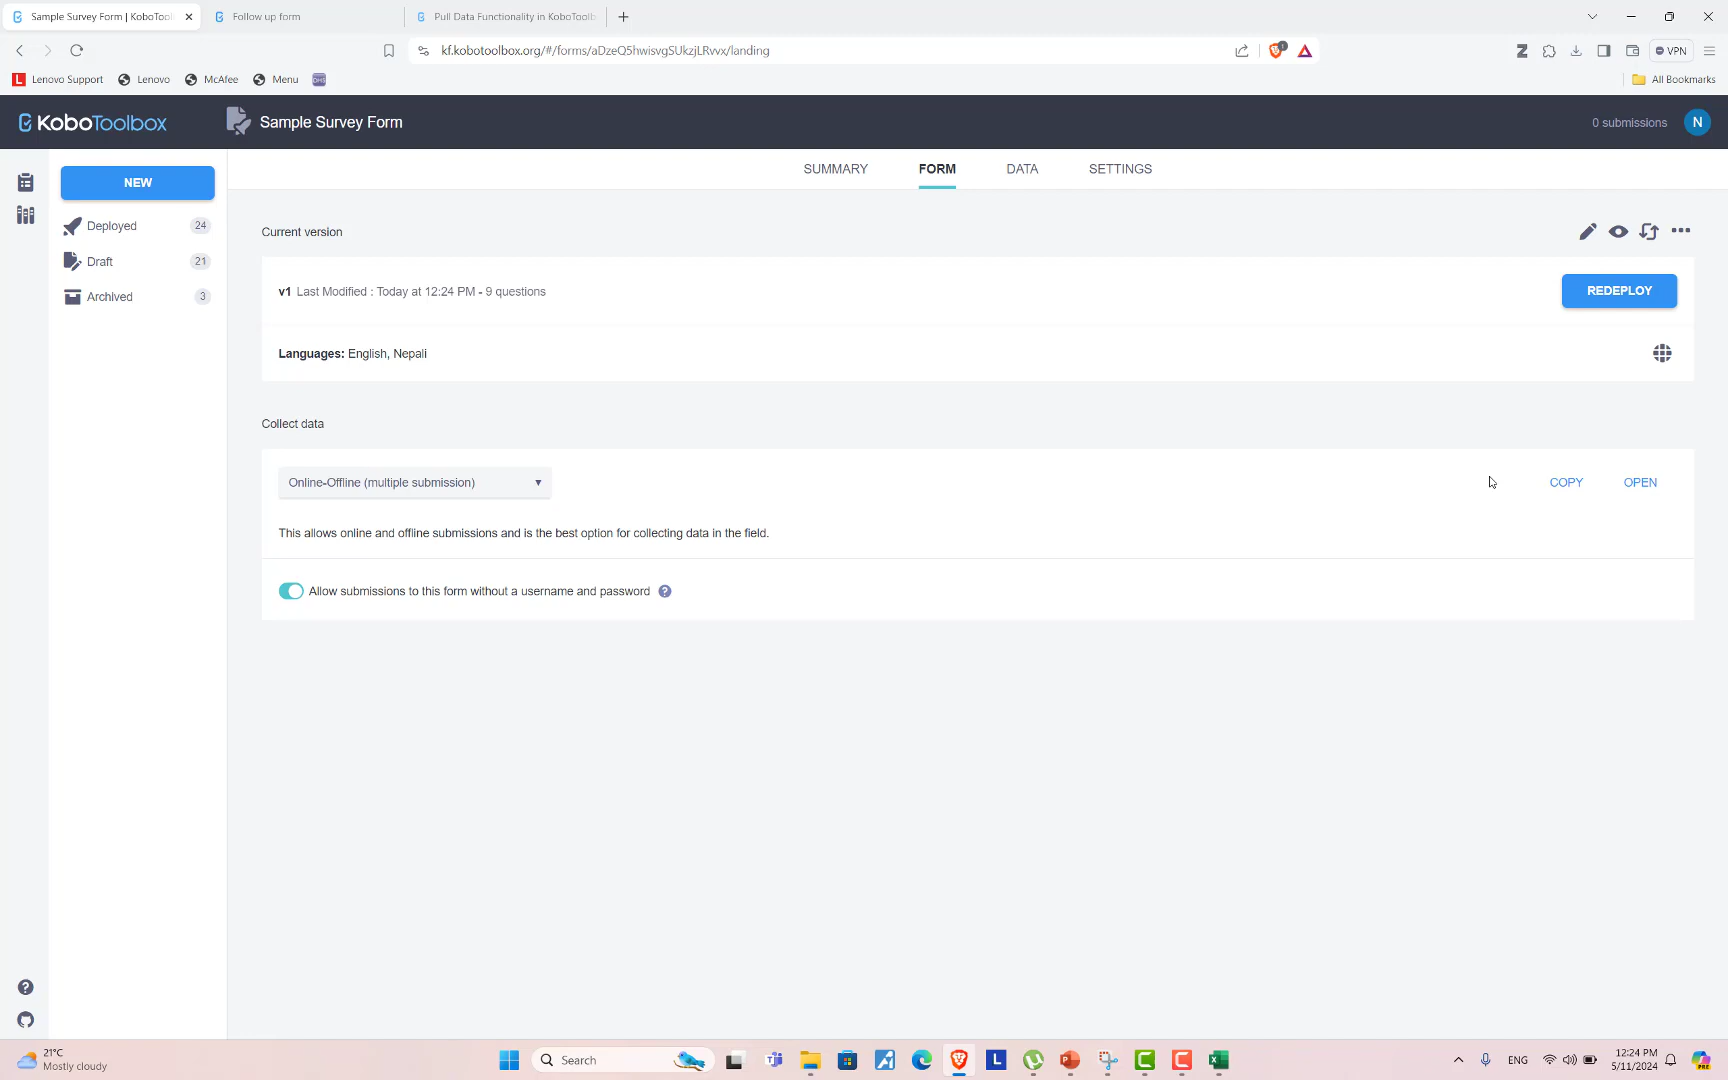 Sample Survey Form | KoboTool
Follow up form
Pull Data Functionality in KoboToolb
kf.kobotoolbox.org/#/forms/aDzeQ5hwisvgSUkzjLRvvx/landing
1
VPN
L Lenovo Support
Lenovo
McAfee
Menu
DHS
All Bookmarks
KoboToolbox
Sample Survey Form
0 submissions
N
NEW
SUMMARY
FORM
DATA
SETTINGS
Deployed 24
Draft 21
Archived 3
Current version
v1 Last Modified : Today at 12:24 PM - 9 questions
REDEPLOY
Languages: English, Nepali
Collect data
Online-Offline (multiple submission)
COPY
OPEN
This allows online and offline submissions and is the best option for collecting data in the field.
Allow submissions to this form without a username and password ?
21°C
Mostly cloudy
Search
ENG
12:24 PM
5/11/2024